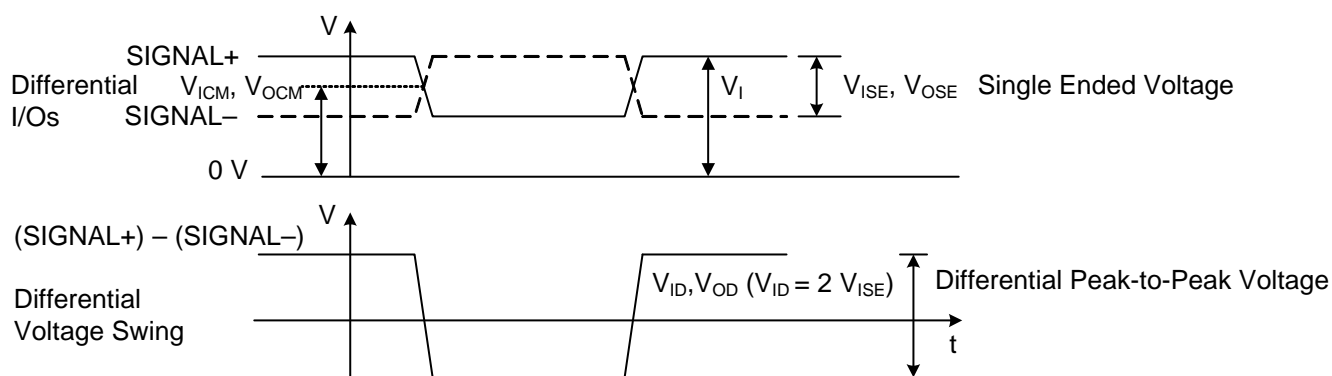 V
SIGNAL+
Differential V_ICM, V_OCM V_I V_ISE, V_OSE Single Ended Voltage
I/Os SIGNAL–
0 V
V
(SIGNAL+) – (SIGNAL–)
V_ID,V_OD (V_ID = 2 V_ISE) Differential Peak-to-Peak Voltage
Differential
Voltage Swing
t